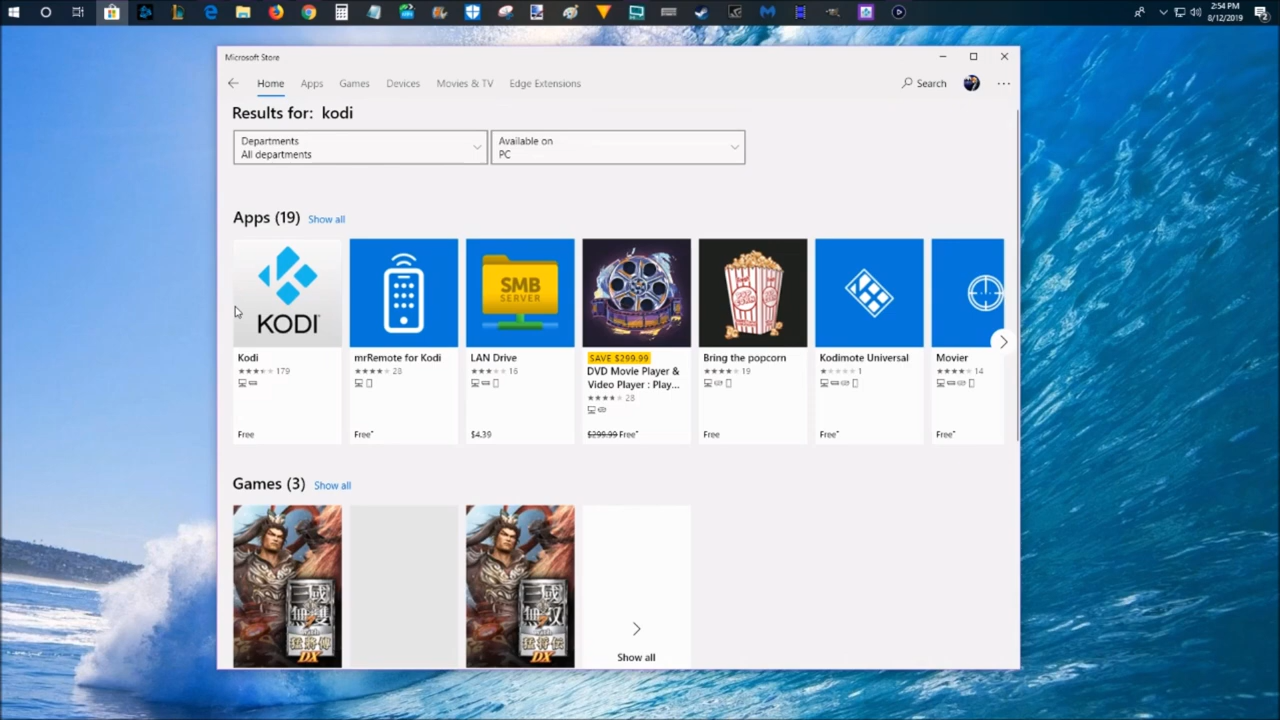 2:54 PM
8/12/2019
2
Microsoft Store
Home Apps Games Devices Movies & TV Edge Extensions Search
Results for: kodi
Departments
All departments
Available on
PC
Apps (19) Show all
KODI
SMB
SERVER
Kodi
179
Free
mrRemote for Kodi
28
Free*
LAN Drive
16
$4.39
SAVE $299.99
DVD Movie Player &
Video Player : Play...
28
$299.99 Free*
Bring the popcorn
19
Free
Kodimote Universal
1
Free*
Movier
14
Free*
Games (3) Show all
DX
DX
Show all